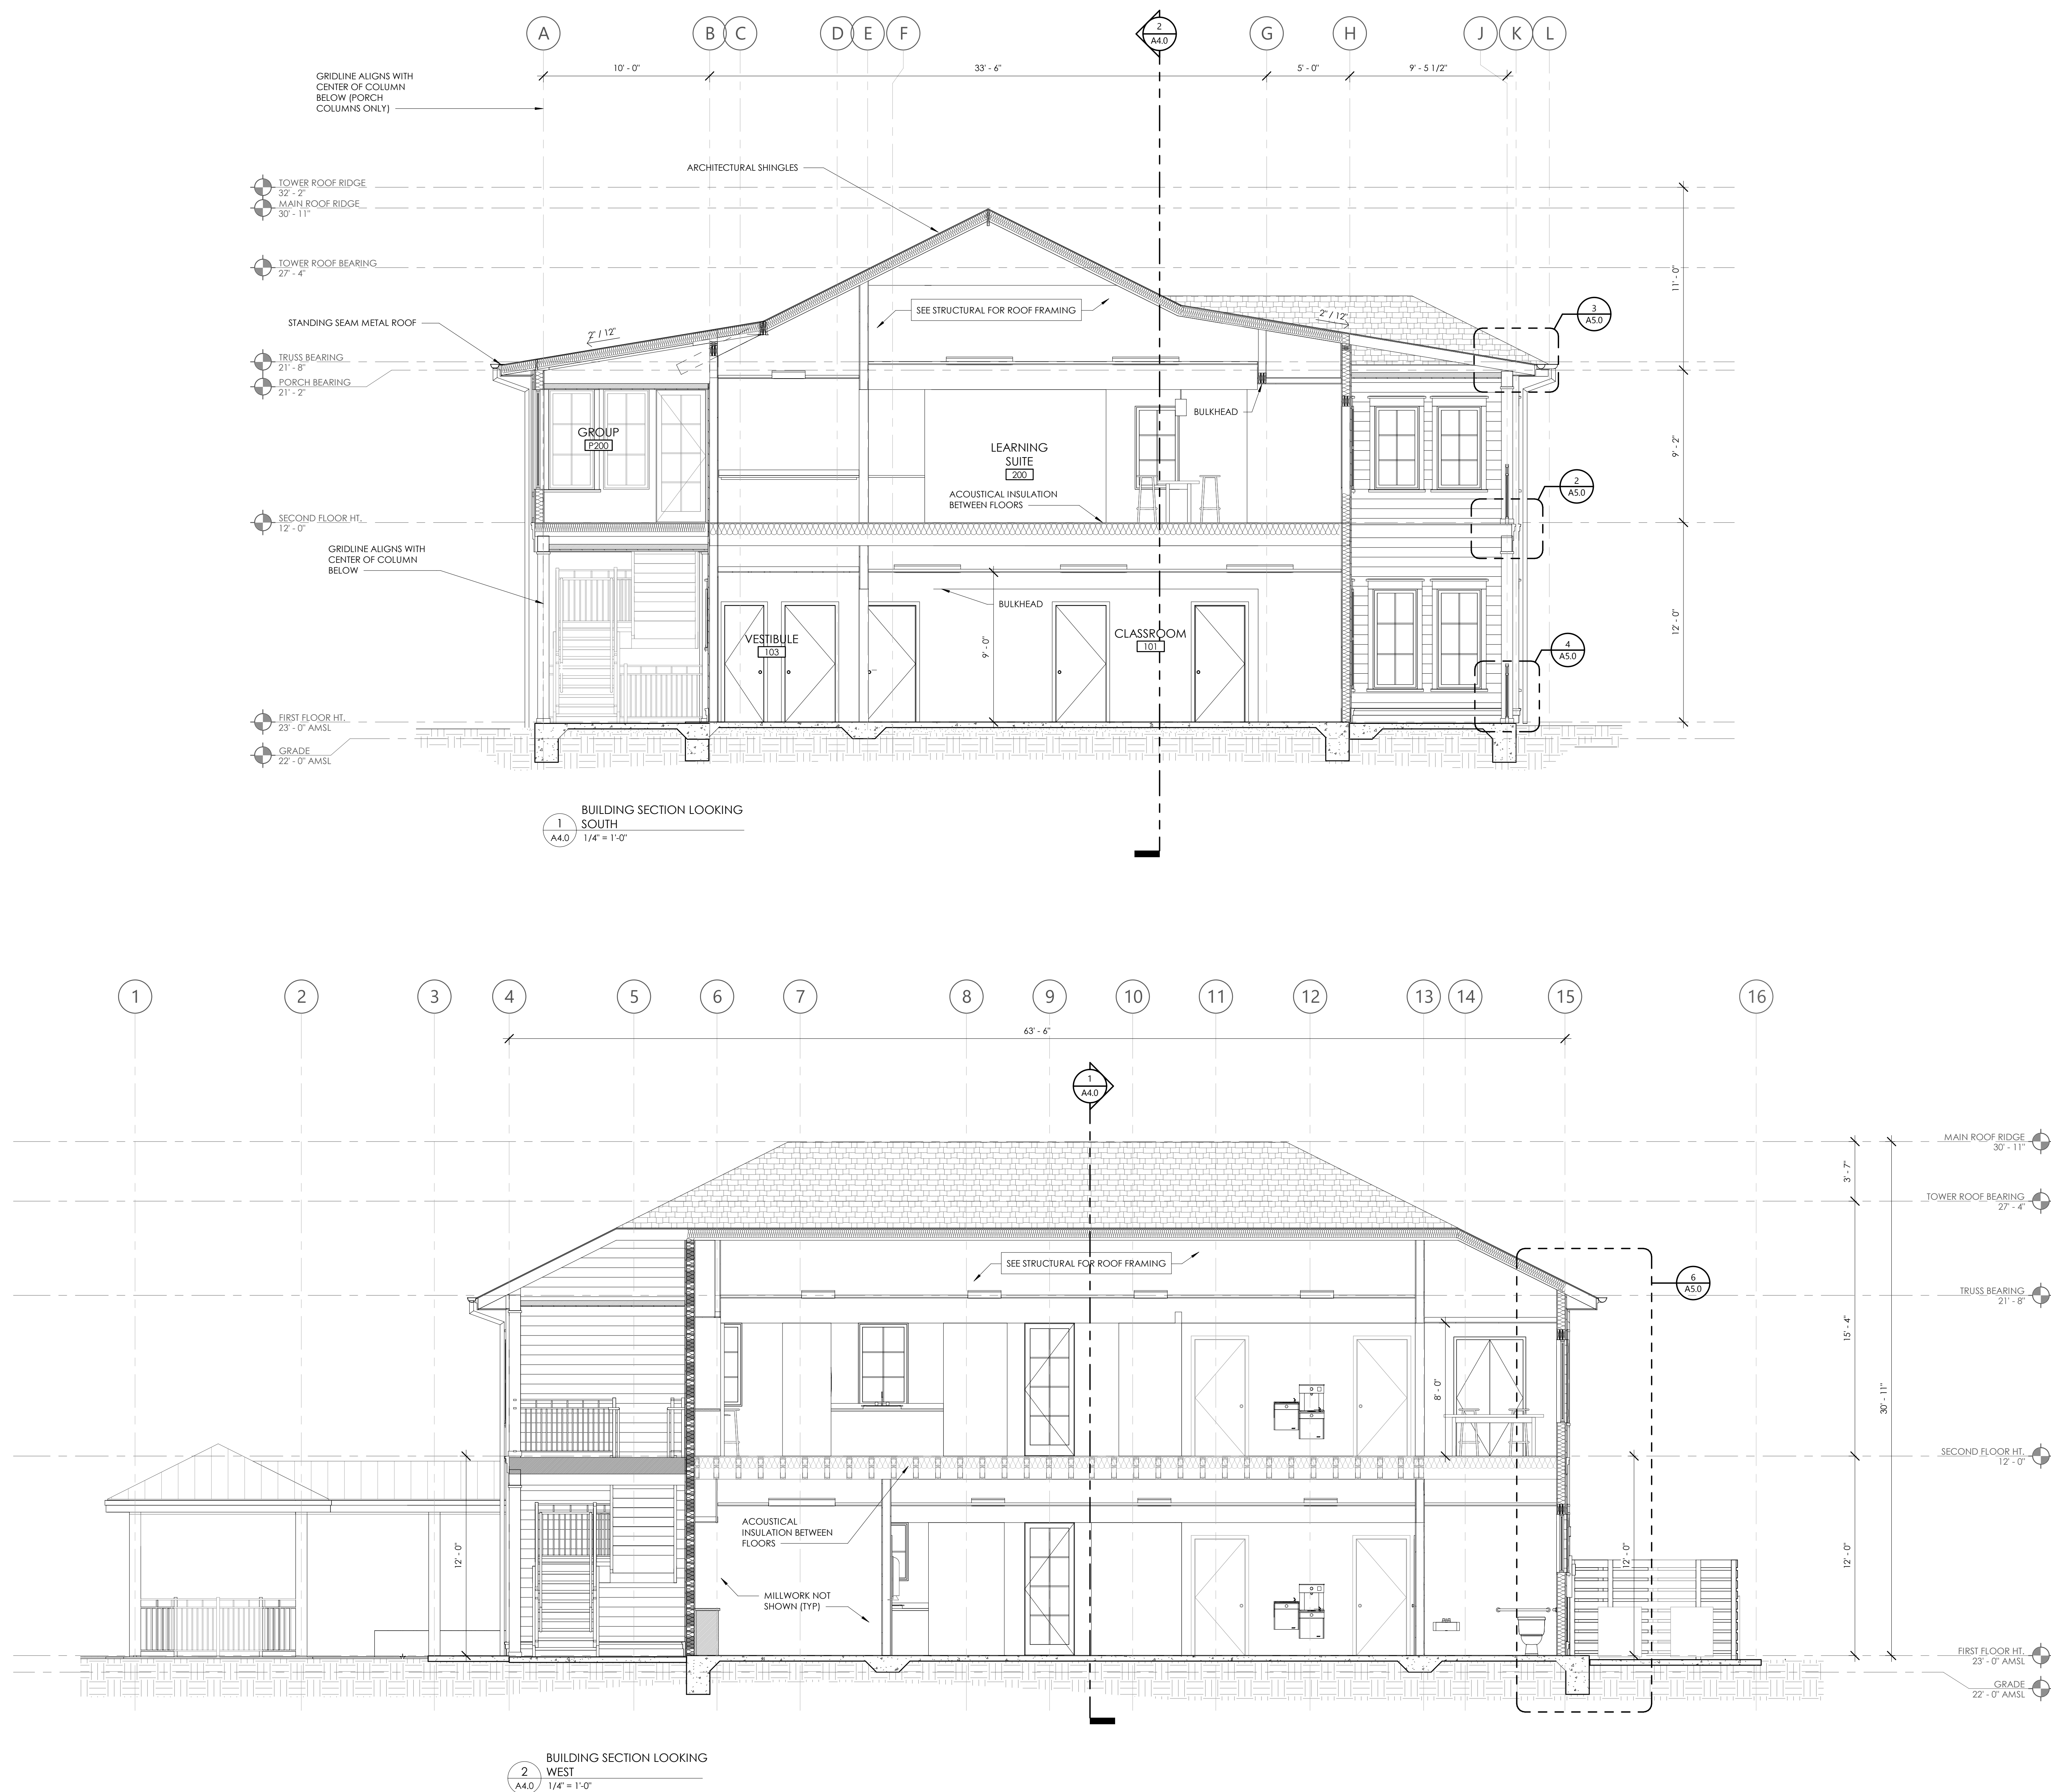 A
B
C
D
E
F
2
A4.0
G
H
J
K
L
10' - 0"
33' - 6"
5' - 0"
9' - 5 1/2"
GRIDLINE ALIGNS WITH
CENTER OF COLUMN
BELOW (PORCH
COLUMNS ONLY)
ARCHITECTURAL SHINGLES
TOWER ROOF RIDGE
32' - 2"
MAIN ROOF RIDGE
30' - 11"
TOWER ROOF BEARING
27' - 4"
11' - 0"
SEE STRUCTURAL FOR ROOF FRAMING
STANDING SEAM METAL ROOF
2" / 12"
2" / 12"
3
A5.0
TRUSS BEARING
21' - 8"
PORCH BEARING
21' - 2"
BULKHEAD
GROUP
P200
LEARNING
SUITE
200
9' - 2"
2
A5.0
ACOUSTICAL INSULATION
BETWEEN FLOORS
SECOND FLOOR HT.
12' - 0"
GRIDLINE ALIGNS WITH
CENTER OF COLUMN
BELOW
BULKHEAD
12' - 0"
VESTIBULE
103
9' - 0"
CLASSROOM
101
4
A5.0
FIRST FLOOR HT.
23' - 0" AMSL
GRADE
22' - 0" AMSL
1
A4.0
BUILDING SECTION LOOKING
SOUTH
1/4" = 1'-0"
1
2
3
4
5
6
7
8
9
10
11
12
13
14
15
16
63' - 6"
1
A4.0
MAIN ROOF RIDGE
30' - 11"
3' - 7"
TOWER ROOF BEARING
27' - 4"
SEE STRUCTURAL FOR ROOF FRAMING
6
A5.0
TRUSS BEARING
21' - 8"
15' - 4"
8' - 0"
30' - 11"
SECOND FLOOR HT.
12' - 0"
ACOUSTICAL
INSULATION BETWEEN
FLOORS
12' - 0"
12' - 0"
12' - 0"
MILLWORK NOT
SHOWN (TYP)
FIRST FLOOR HT.
23' - 0" AMSL
GRADE
22' - 0" AMSL
2
A4.0
BUILDING SECTION LOOKING
WEST
1/4" = 1'-0"